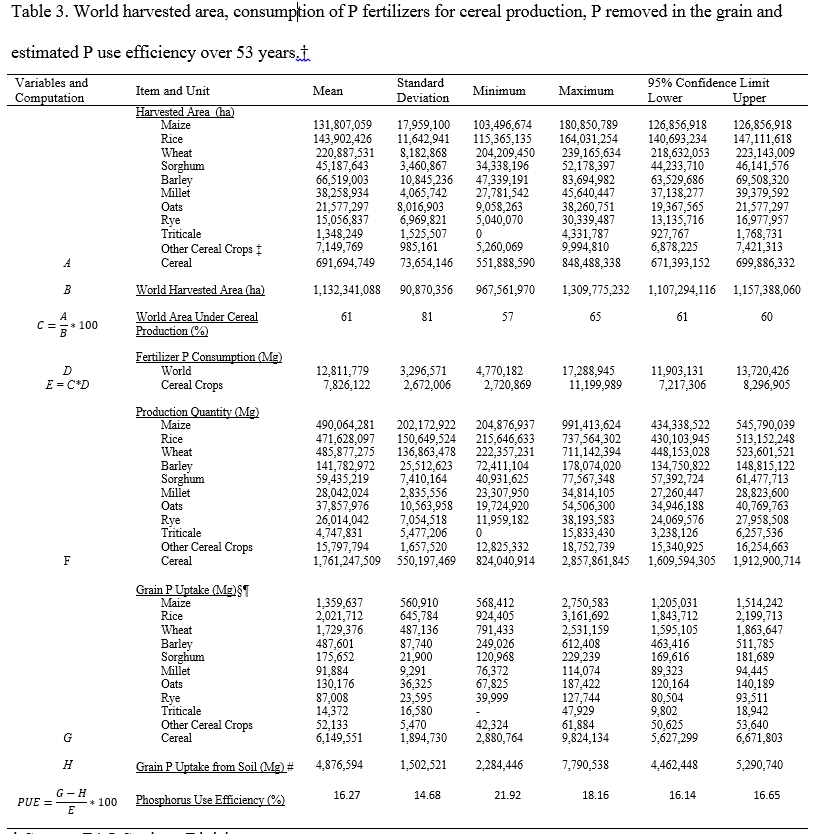 Table 3. World harvested area, consumption of P fertilizers for cereal production, P removed in the grain and
estimated P use efficiency over 53 years.†
Variables and Computation Item and Unit Mean Standard Deviation Minimum Maximum 95% Confidence Limit Lower Upper
Harvested Area (ha)
Maize 131,807,059 17,959,100 103,496,674 180,850,789 126,856,918 126,856,918
Rice 143,902,426 11,642,941 115,365,135 164,031,254 140,693,234 147,111,618
Wheat 220,887,531 8,182,868 204,209,450 239,165,634 218,632,053 223,143,009
Sorghum 45,187,643 3,460,867 34,338,196 52,178,397 44,233,710 46,141,576
Barley 66,519,003 10,845,236 47,339,191 83,694,982 63,529,686 69,508,320
Millet 38,258,934 4,065,742 27,781,542 45,640,447 37,138,277 39,379,592
Oats 21,577,297 8,016,903 9,058,263 38,260,751 19,367,565 21,577,297
Rye 15,056,837 6,969,821 5,040,070 30,339,487 13,135,716 16,977,957
Triticale 1,348,249 1,525,507 0 4,331,787 927,767 1,768,731
Other Cereal Crops ‡ 7,149,769 985,161 5,260,069 9,994,810 6,878,225 7,421,313
A Cereal 691,694,749 73,654,146 551,888,590 848,488,338 671,393,152 699,886,332
B World Harvested Area (ha) 1,132,341,088 90,870,356 967,561,970 1,309,775,232 1,107,294,116 1,157,388,060
C = A/B * 100 World Area Under Cereal Production (%) 61 81 57 65 61 60
Fertilizer P Consumption (Mg)
D World 12,811,779 3,296,571 4,770,182 17,288,945 11,903,131 13,720,426
E = C*D Cereal Crops 7,826,122 2,672,006 2,720,869 11,199,989 7,217,306 8,296,905
Production Quantity (Mg)
Maize 490,064,281 202,172,922 204,876,937 991,413,624 434,338,522 545,790,039
Rice 471,628,097 150,649,524 215,646,633 737,564,302 430,103,945 513,152,248
Wheat 485,877,275 136,863,478 222,357,231 711,142,394 448,153,028 523,601,521
Barley 141,782,972 25,512,623 72,411,104 178,074,020 134,750,822 148,815,122
Sorghum 59,435,219 7,410,164 40,931,625 77,567,348 57,392,724 61,477,713
Millet 28,042,024 2,835,556 23,307,950 34,814,105 27,260,447 28,823,600
Oats 37,857,976 10,563,958 19,724,920 54,506,300 34,946,188 40,769,763
Rye 26,014,042 7,054,518 11,959,182 38,193,583 24,069,576 27,958,508
Triticale 4,747,831 5,477,206 0 15,833,430 3,238,126 6,257,536
Other Cereal Crops 15,797,794 1,657,520 12,825,332 18,752,739 15,340,925 16,254,663
F Cereal 1,761,247,509 550,197,469 824,040,914 2,857,861,845 1,609,594,305 1,912,900,714
Grain P Uptake (Mg)§¶
Maize 1,359,637 560,910 568,412 2,750,583 1,205,031 1,514,242
Rice 2,021,712 645,784 924,405 3,161,692 1,843,712 2,199,713
Wheat 1,729,376 487,136 791,433 2,531,159 1,595,105 1,863,647
Barley 487,601 87,740 249,026 612,408 463,416 511,785
Sorghum 175,652 21,900 120,968 229,239 169,616 181,689
Millet 91,884 9,291 76,372 114,074 89,323 94,445
Oats 130,176 36,325 67,825 187,422 120,164 140,189
Rye 87,008 23,595 39,999 127,744 80,504 93,511
Triticale 14,372 16,580 - 47,929 9,802 18,942
Other Cereal Crops 52,133 5,470 42,324 61,884 50,625 53,640
G Cereal 6,149,551 1,894,730 2,880,764 9,824,134 5,627,299 6,671,803
H Grain P Uptake from Soil (Mg) # 4,876,594 1,502,521 2,284,446 7,790,538 4,462,448 5,290,740
PUE = G − H/E * 100 Phosphorus Use Efficiency (%) 16.27 14.68 21.92 18.16 16.14 16.65